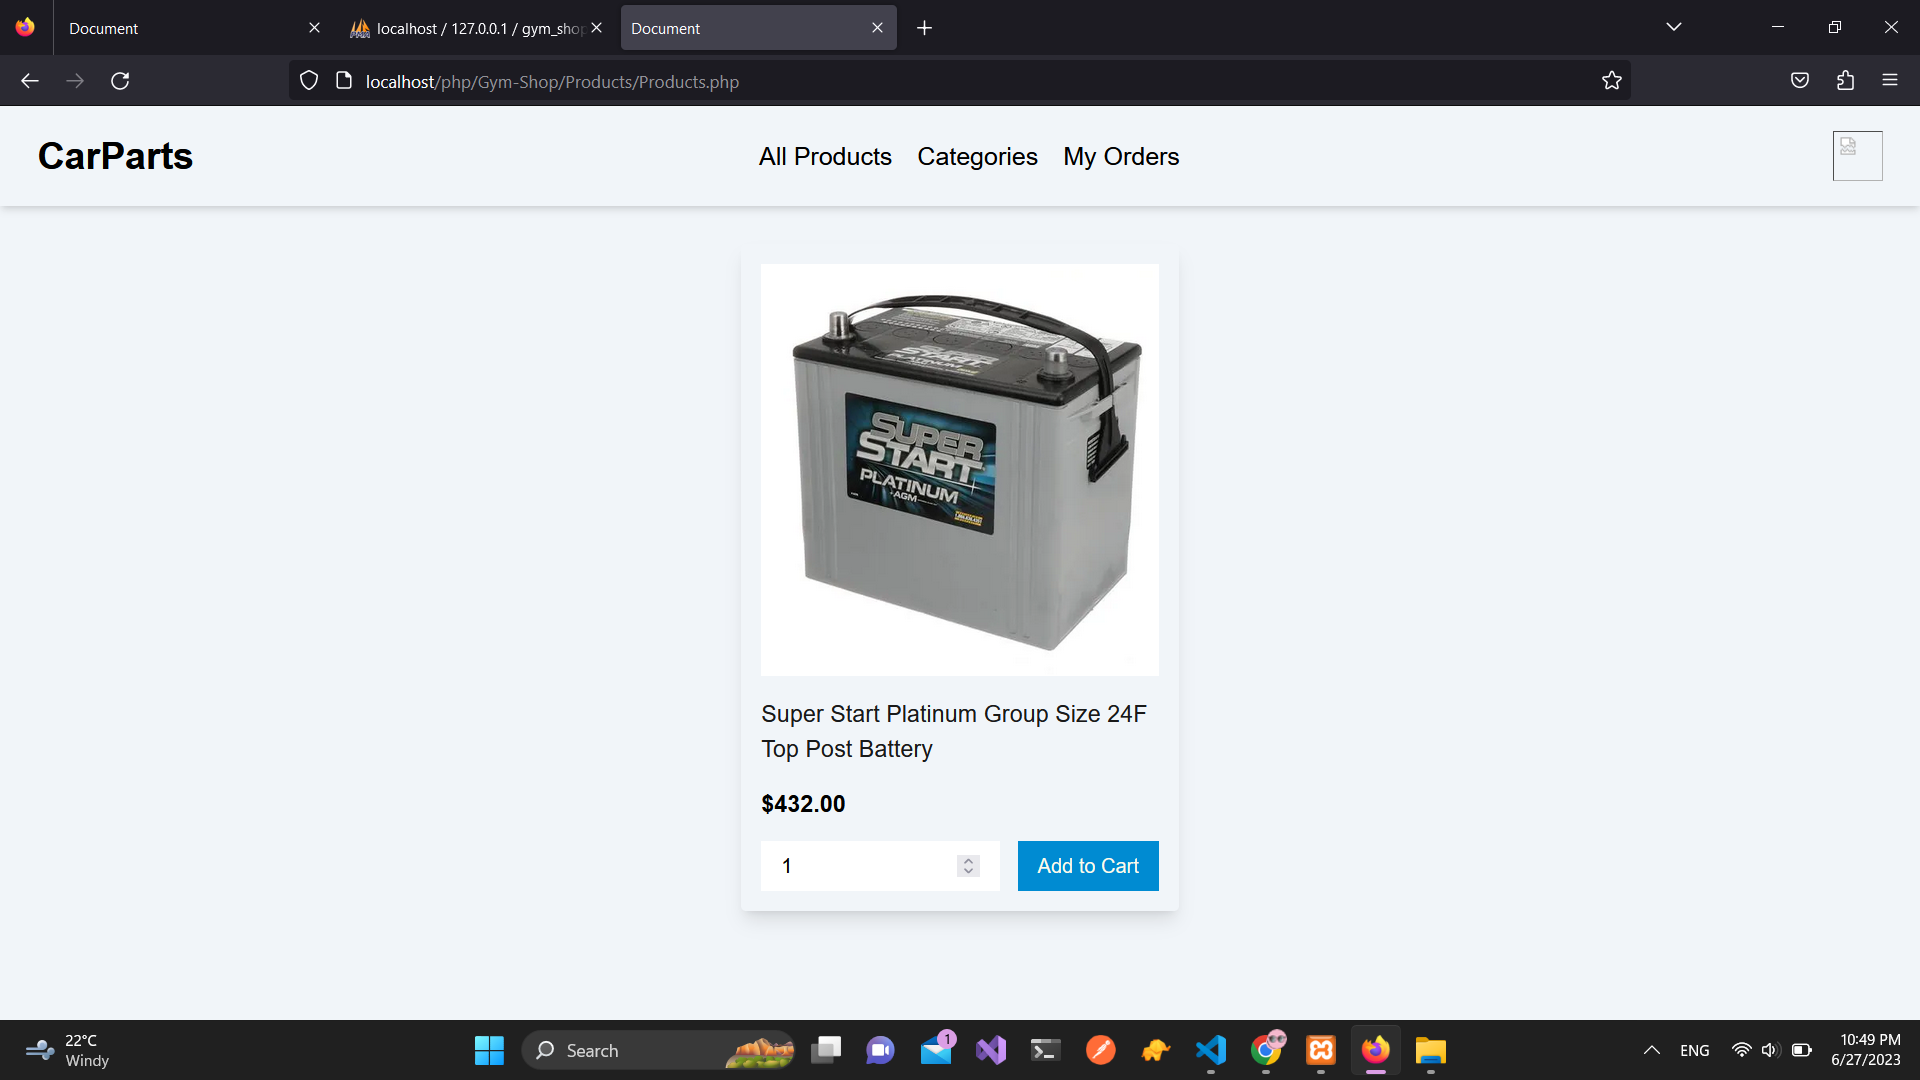 Document
localhost / 127.0.0.1 / gym_shop
Document
localhost/php/Gym-Shop/Products/Products.php
CarParts
All Products
Categories
My Orders
SUPER
START
SUPER
START
PLATINUM
AGM
Super Start Platinum Group Size 24F
Top Post Battery
$432.00
1
Add to Cart
22°C
Windy
Search
1
ENG
10:49 PM
6/27/2023